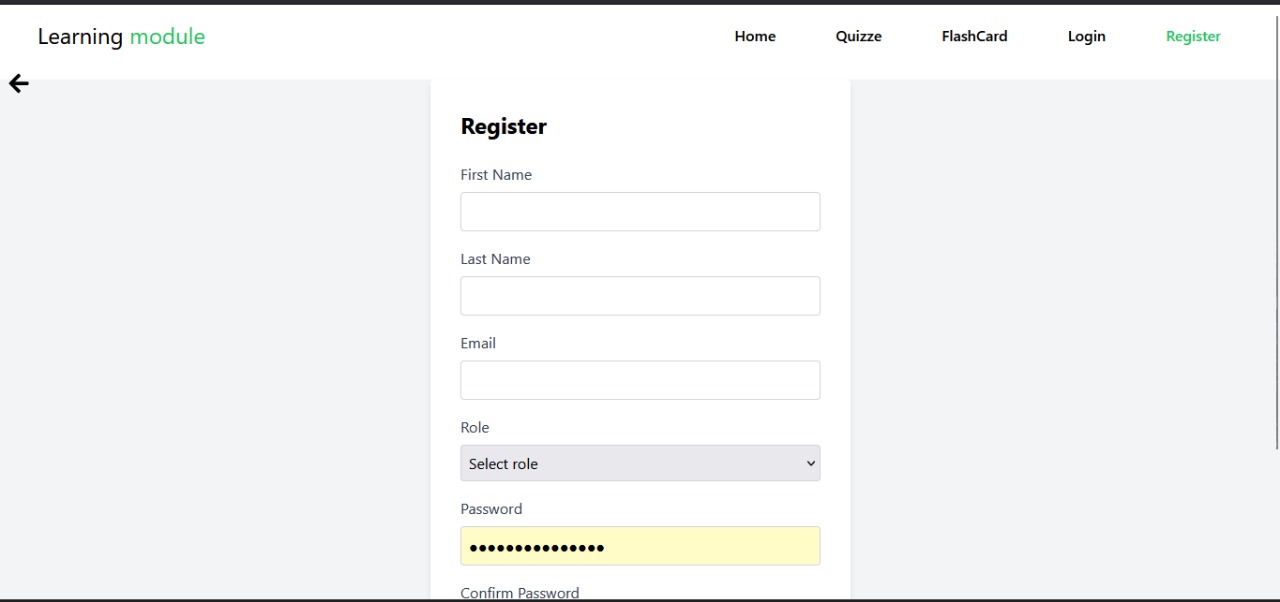 Learning module
Home Quizze FlashCard Login Register
Register
First Name
Last Name
Email
Role
Select role
Password
•••••••••••••••
Confirm Password